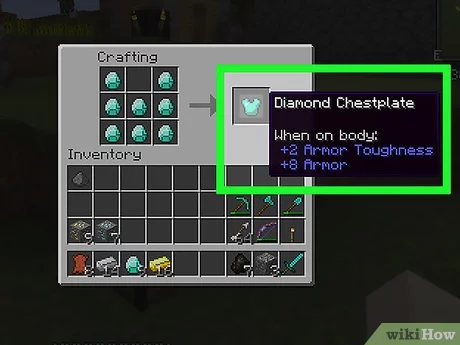 Crafting
Diamond Chestplate
When on body:
+2 Armor Toughness
+8 Armor
Inventory
wikiHow